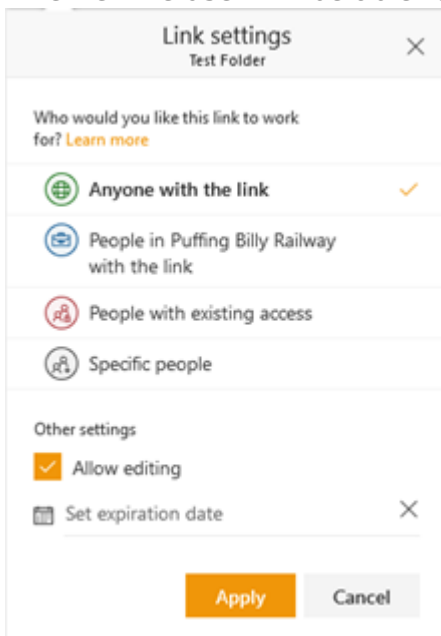 Link settings
Test Folder
Who would you like this link to work
for? Learn more
Anyone with the link
People in Puffing Billy Railway
with the link
People with existing access
Specific people
Other settings
Allow editing
Set expiration date
Apply Cancel